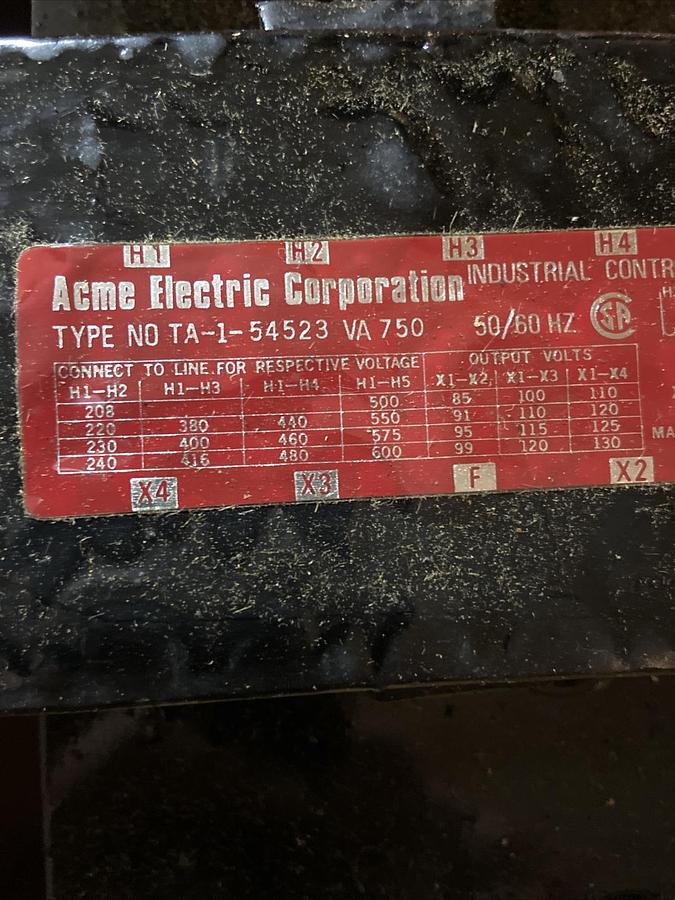 H1 H2 H3 H4
Acme Electric Corporation INDUSTRIAL CONTR
TYPE NO TA-1-54523 VA 750 50/60 HZ SA
CONNECT TO LINE FOR RESPECTIVE VOLTAGE OUTPUT VOLTS
H1-H2 H1-H3 H1-H4 H1-H5 X1-X2 X1-X3 X1-X4
208 500 85 100 110
220 380 440 550 91 110 120
230 400 460 575 95 115 125
240 416 480 600 99 120 130
MA
X4 X3 F X2